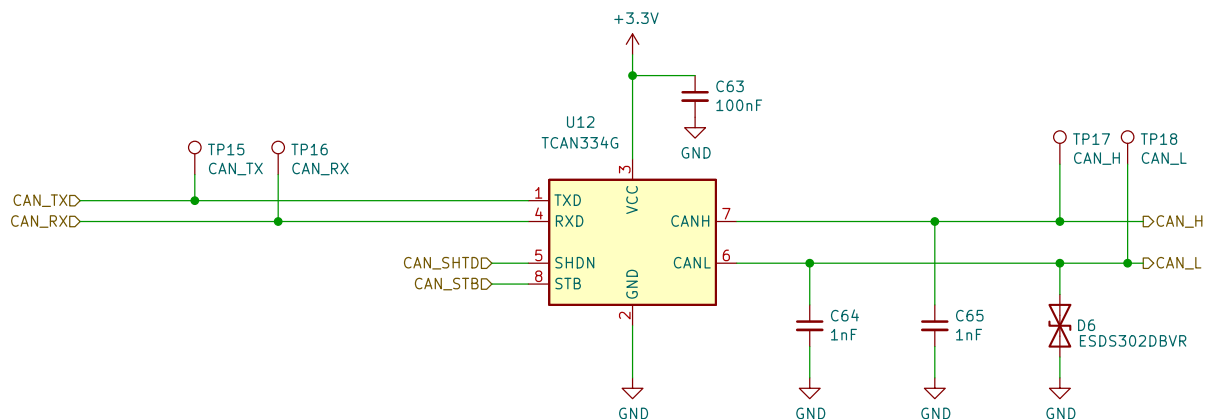 +3.3V
C63
100nF
GND
U12
TCAN334G
TP15
CAN_TX
TP16
CAN_RX
TP17
CAN_H
TP18
CAN_L
3
VCC
CAN_TX
1
TXD
CAN_RX
4
RXD
CANH
7
CAN_H
CAN_SHTD
5
SHDN
CANL
6
CAN_L
CAN_STB
8
STB
GND
2
C64
1nF
C65
1nF
D6
ESDS302DBVR
GND
GND
GND
GND